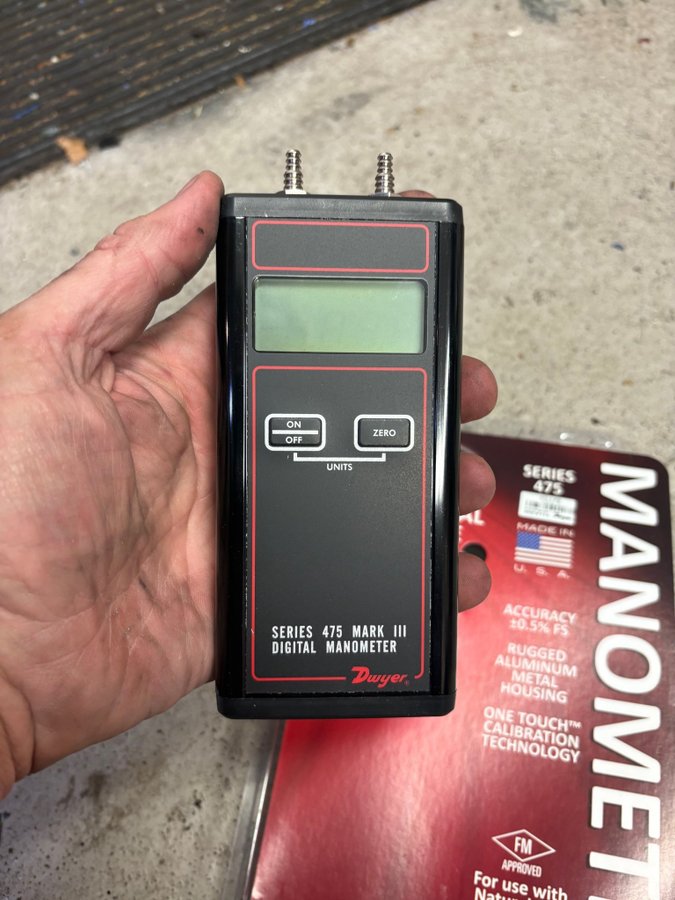 ON
OFF
ZERO
UNITS
SERIES 475 MARK III
DIGITAL MANOMETER
Dwyer®
SERIES
475
MADE IN
U. S. A.
ACCURACY
±0.5% FS
RUGGED
ALUMINUM
METAL
HOUSING
ONE TOUCH™
CALIBRATION
TECHNOLOGY
FM
APPROVED
For use with
MANOMET